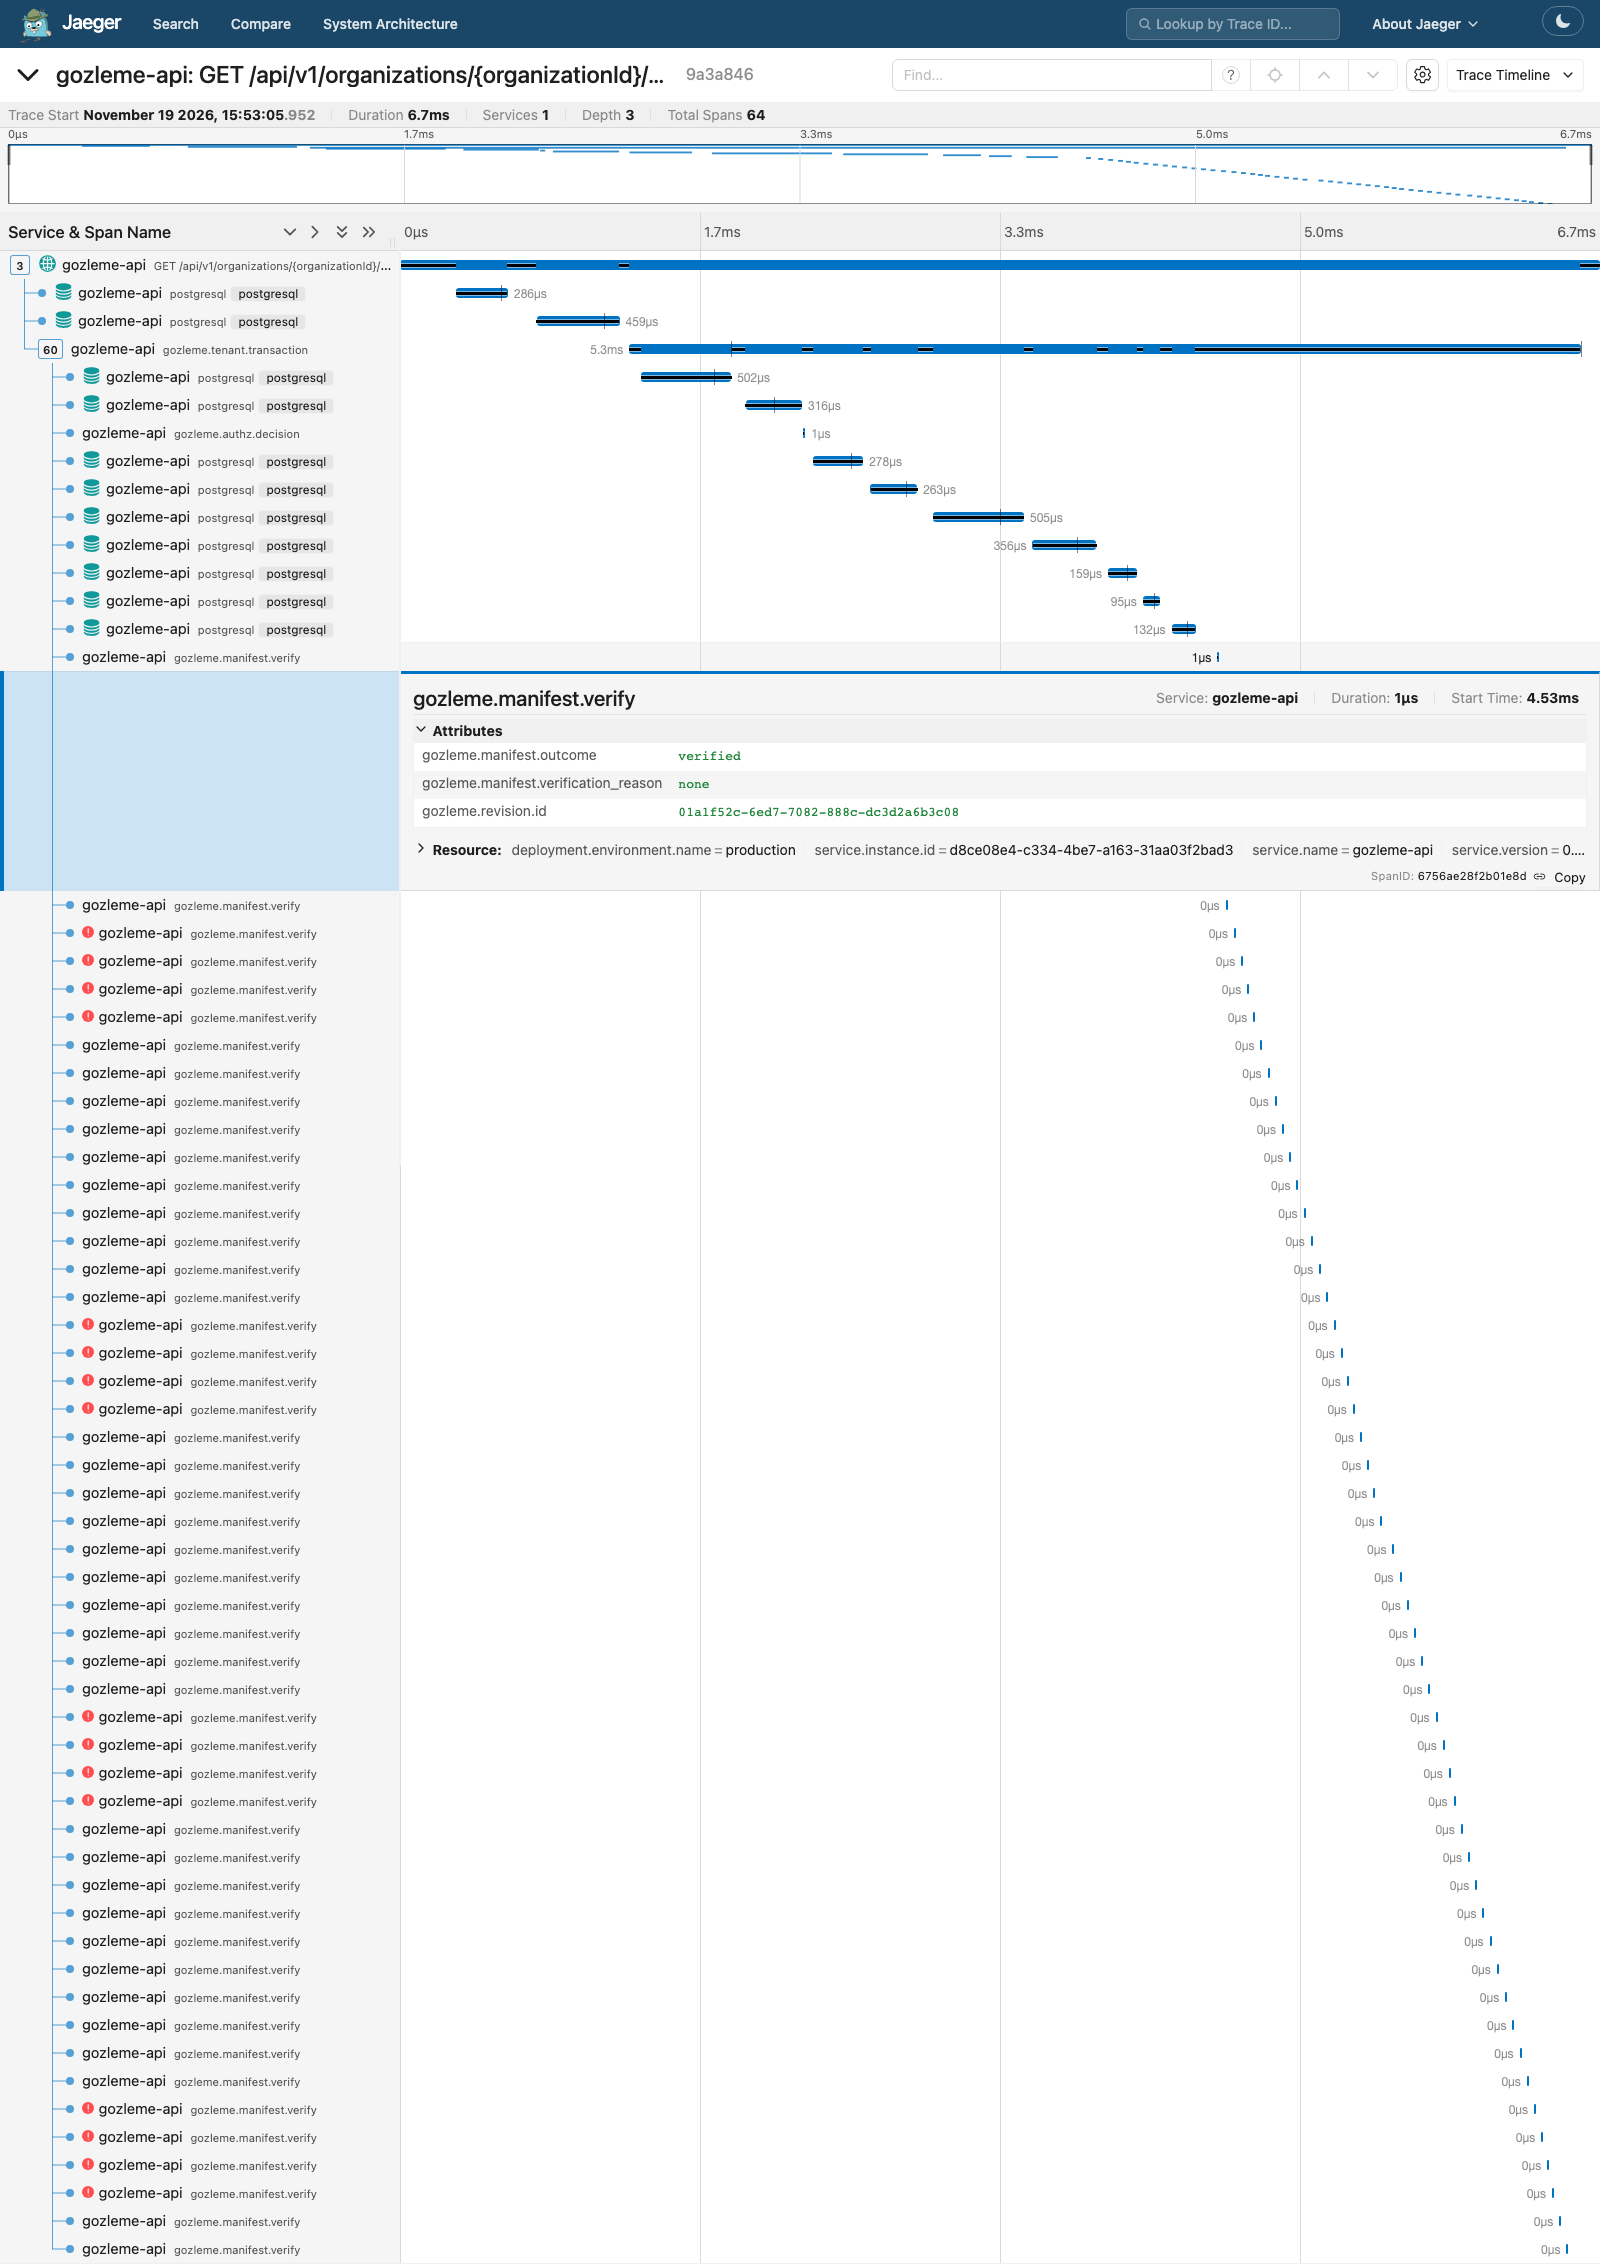 Jaeger Search Compare System Architecture Lookup by Trace ID... About Jaeger
gozleme-api: GET /api/v1/organizations/{organizationId}/... 9a3a846 Find... ? Trace Timeline
Trace Start November 19 2026, 15:53:05.952 Duration 6.7ms Services 1 Depth 3 Total Spans 64
0μs 1.7ms 3.3ms 5.0ms 6.7ms
Service & Span Name 0μs 1.7ms 3.3ms 5.0ms 6.7ms
3 gozleme-api GET /api/v1/organizations/{organizationId}/...
gozleme-api postgresql postgresql 286μs
gozleme-api postgresql postgresql 459μs
60 gozleme-api gozleme.tenant.transaction 5.3ms
gozleme-api postgresql postgresql 502μs
gozleme-api postgresql postgresql 316μs
gozleme-api gozleme.authz.decision 1μs
gozleme-api postgresql postgresql 278μs
gozleme-api postgresql postgresql 263μs
gozleme-api postgresql postgresql 505μs
gozleme-api postgresql postgresql 356μs
gozleme-api postgresql postgresql 159μs
gozleme-api postgresql postgresql 95μs
gozleme-api postgresql postgresql 132μs
gozleme-api gozleme.manifest.verify 1μs
gozleme.manifest.verify Service: gozleme-api Duration: 1μs Start Time: 4.53ms
Attributes
gozleme.manifest.outcome verified
gozleme.manifest.verification_reason none
gozleme.revision.id 01a1f52c-6ed7-7082-888c-dc3d2a6b3c08
Resource: deployment.environment.name = production service.instance.id = d8ce08e4-c334-4be7-a163-31aa03f2bad3 service.name = gozleme-api service.version = 0....
SpanID: 6756ae28f2b01e8d Copy
gozleme-api gozleme.manifest.verify 0μs
! gozleme-api gozleme.manifest.verify 0μs
! gozleme-api gozleme.manifest.verify 0μs
! gozleme-api gozleme.manifest.verify 0μs
! gozleme-api gozleme.manifest.verify 0μs
gozleme-api gozleme.manifest.verify 0μs
gozleme-api gozleme.manifest.verify 0μs
gozleme-api gozleme.manifest.verify 0μs
gozleme-api gozleme.manifest.verify 0μs
gozleme-api gozleme.manifest.verify 0μs
gozleme-api gozleme.manifest.verify 0μs
gozleme-api gozleme.manifest.verify 0μs
gozleme-api gozleme.manifest.verify 0μs
gozleme-api gozleme.manifest.verify 0μs
gozleme-api gozleme.manifest.verify 0μs
! gozleme-api gozleme.manifest.verify 0μs
! gozleme-api gozleme.manifest.verify 0μs
! gozleme-api gozleme.manifest.verify 0μs
! gozleme-api gozleme.manifest.verify 0μs
gozleme-api gozleme.manifest.verify 0μs
gozleme-api gozleme.manifest.verify 0μs
gozleme-api gozleme.manifest.verify 0μs
gozleme-api gozleme.manifest.verify 0μs
gozleme-api gozleme.manifest.verify 0μs
gozleme-api gozleme.manifest.verify 0μs
gozleme-api gozleme.manifest.verify 0μs
gozleme-api gozleme.manifest.verify 0μs
gozleme-api gozleme.manifest.verify 0μs
gozleme-api gozleme.manifest.verify 0μs
! gozleme-api gozleme.manifest.verify 0μs
! gozleme-api gozleme.manifest.verify 0μs
! gozleme-api gozleme.manifest.verify 0μs
! gozleme-api gozleme.manifest.verify 0μs
gozleme-api gozleme.manifest.verify 0μs
gozleme-api gozleme.manifest.verify 0μs
gozleme-api gozleme.manifest.verify 0μs
gozleme-api gozleme.manifest.verify 0μs
gozleme-api gozleme.manifest.verify 0μs
gozleme-api gozleme.manifest.verify 0μs
gozleme-api gozleme.manifest.verify 0μs
gozleme-api gozleme.manifest.verify 0μs
gozleme-api gozleme.manifest.verify 0μs
gozleme-api gozleme.manifest.verify 0μs
! gozleme-api gozleme.manifest.verify 0μs
! gozleme-api gozleme.manifest.verify 0μs
! gozleme-api gozleme.manifest.verify 0μs
! gozleme-api gozleme.manifest.verify 0μs
gozleme-api gozleme.manifest.verify 0μs
gozleme-api gozleme.manifest.verify 0μs